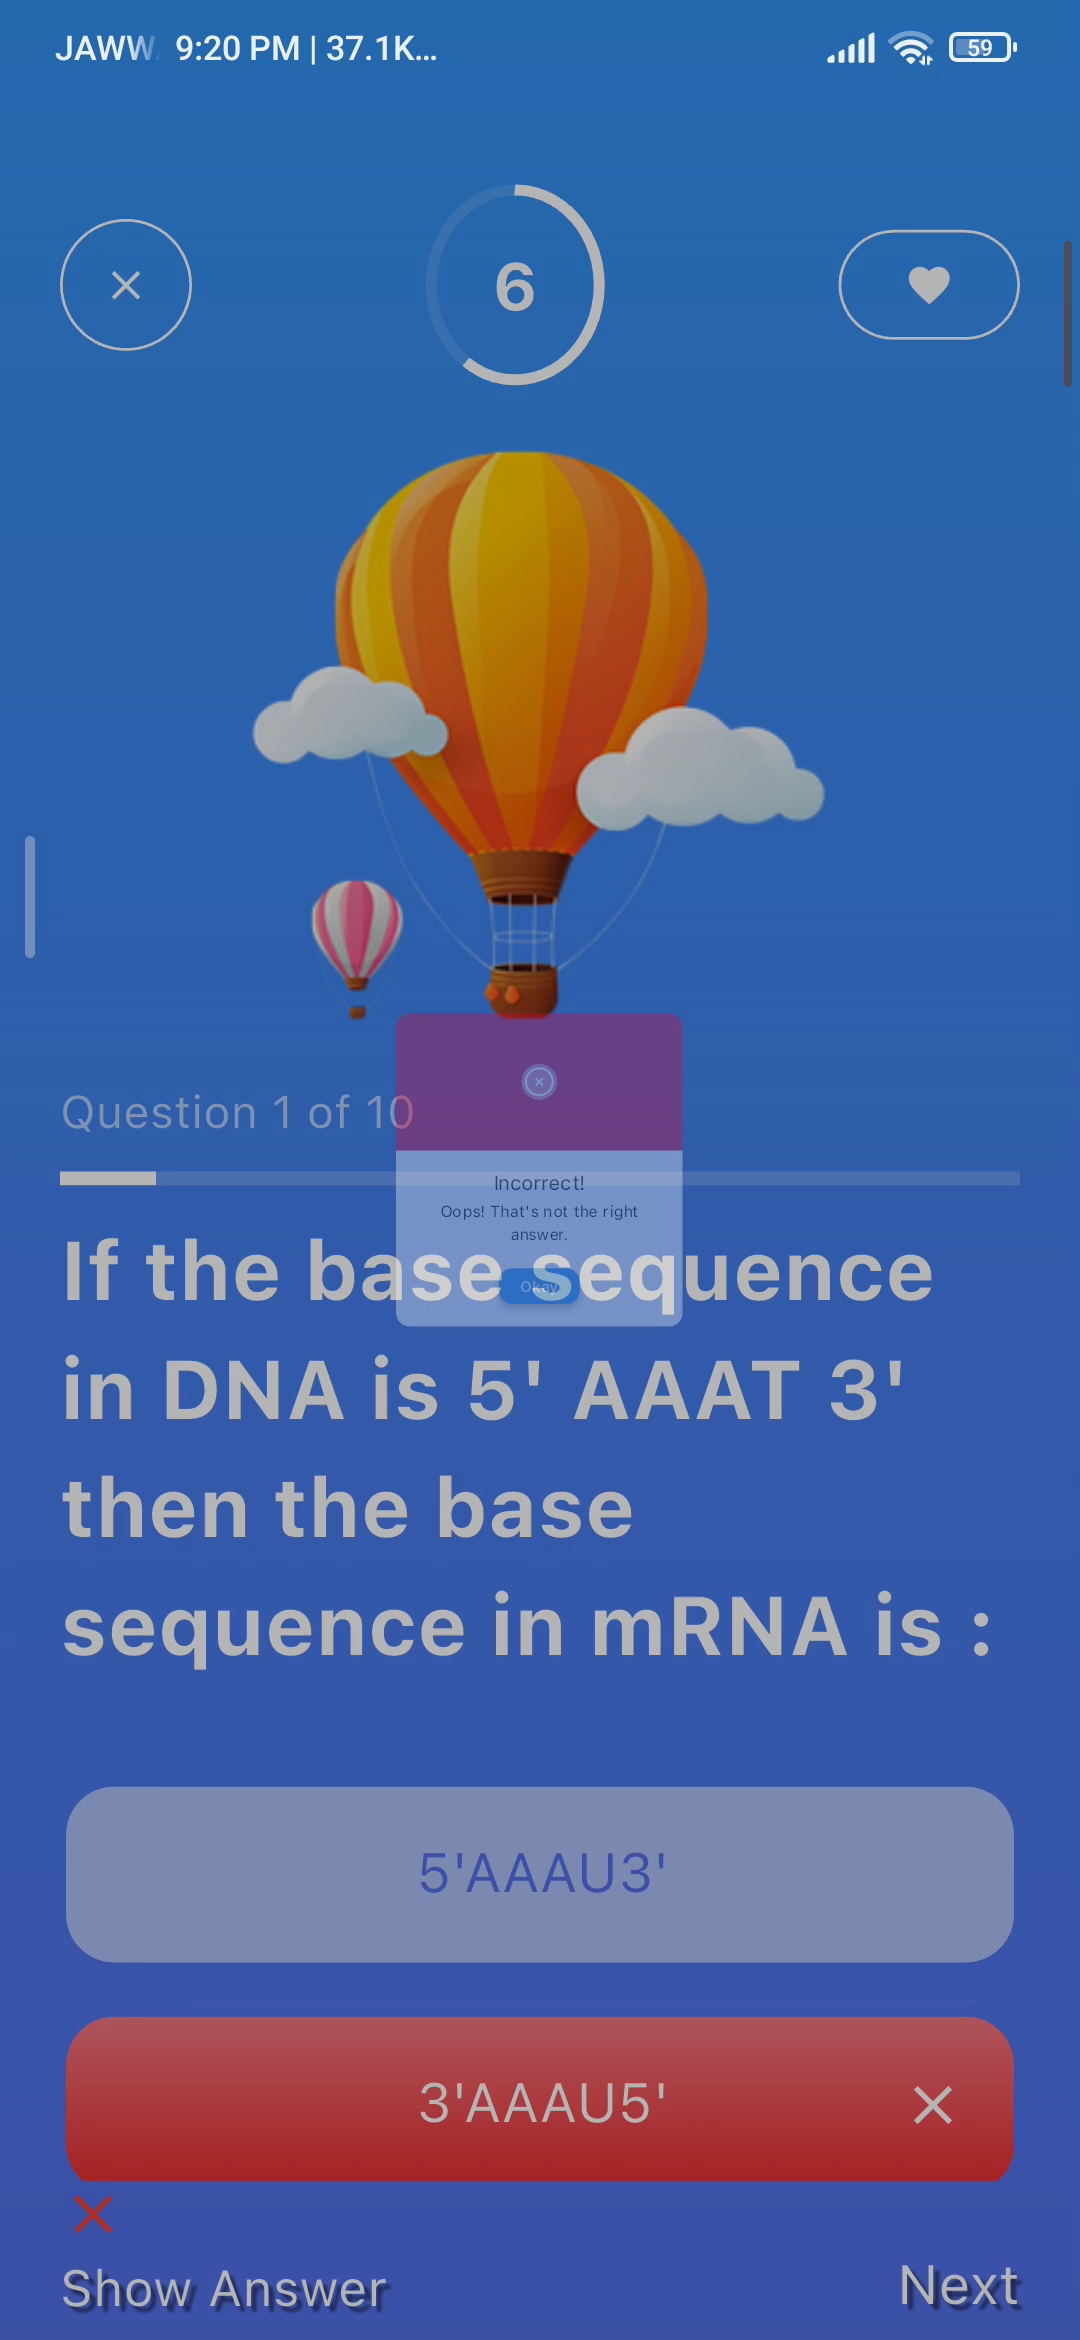 JAWW 9:20 PM | 37.1K...
59
6
Question 1 of 10
Incorrect!
Oops! That's not the right
answer.
Okay
If the base sequence
in DNA is 5' AAAT 3'
then the base
sequence in mRNA is :
5'AAAU3'
3'AAAU5'
Show Answer
Next